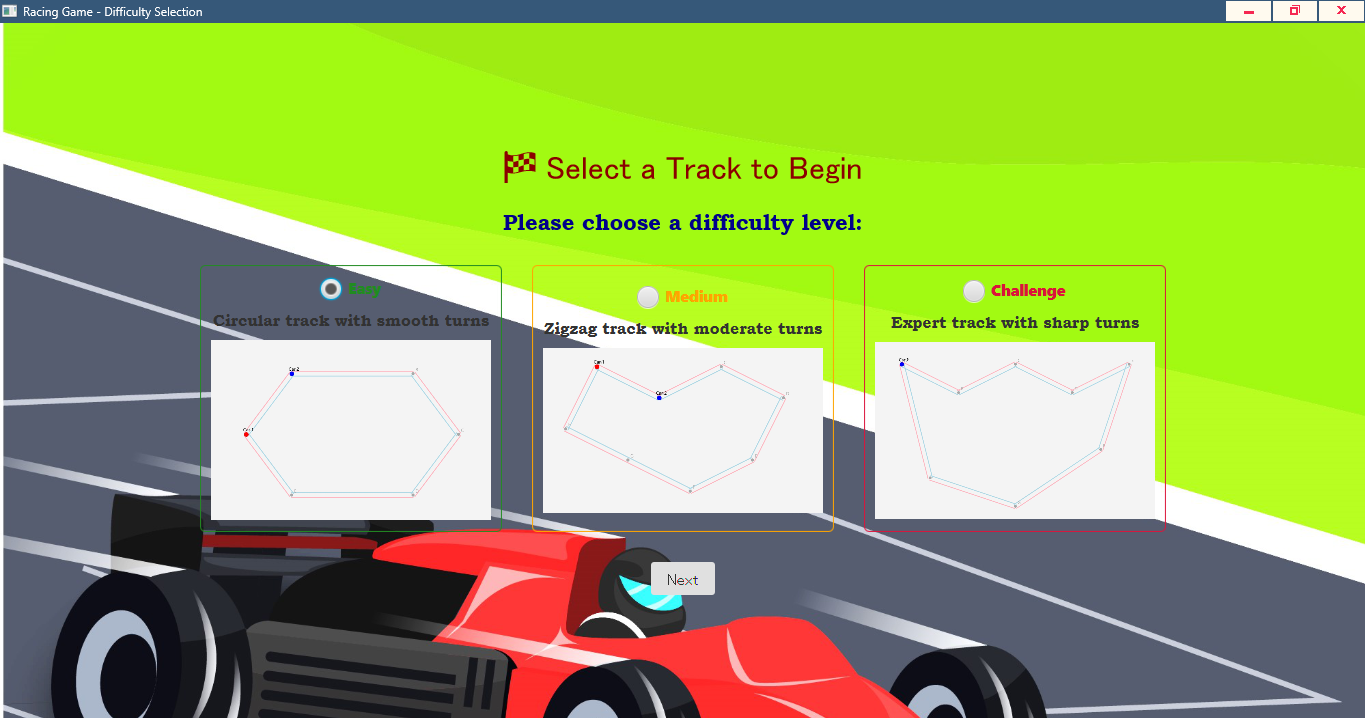 Racing Game - Difficulty Selection
Select a Track to Begin
Please choose a difficulty level:
Easy
Circular track with smooth turns
Car2
Car1
Medium
Zigzag track with moderate turns
Car1
Car2
Challenge
Expert track with sharp turns
Next